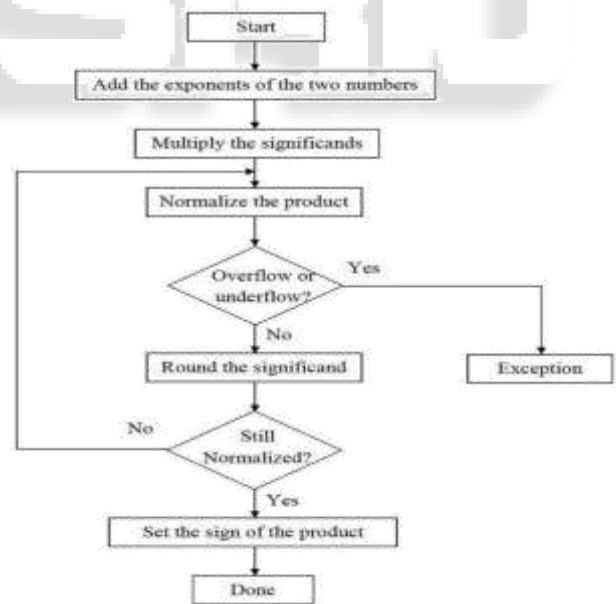 Start
Add the exponents of the two numbers
Multiply the significands
Normalize the product
Overflow or
underflow?
Yes
No
Round the significand
Exception
No
Still
Normalized?
Yes
Set the sign of the product
Done